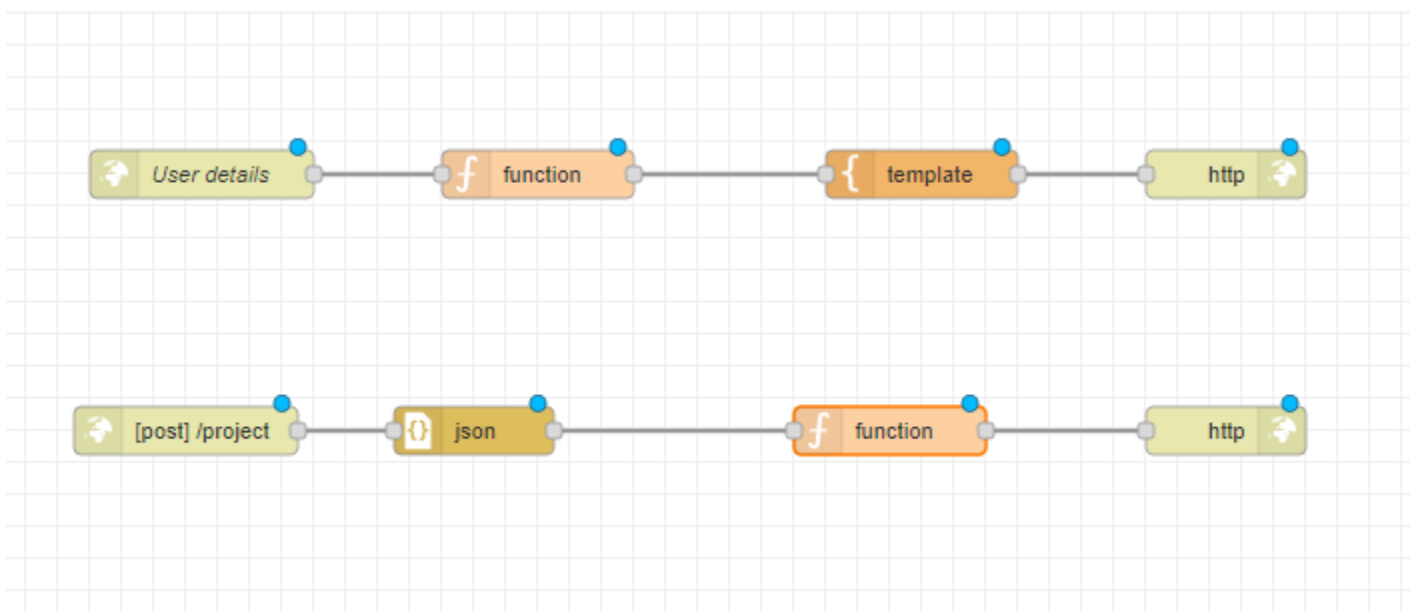 User details
function
template
http
[post] /project
json
function
http